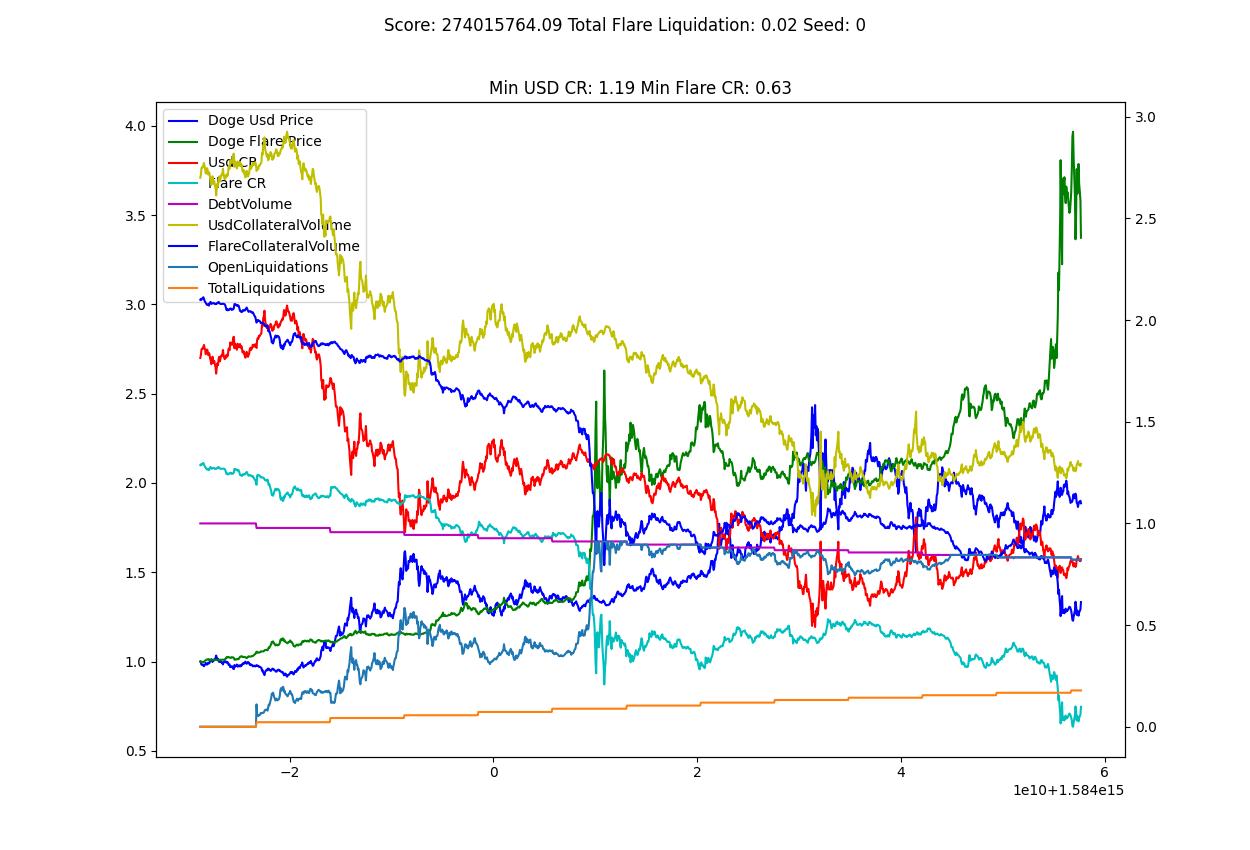 Score: 274015764.09 Total Flare Liquidation: 0.02 Seed: 0
Min USD CR: 1.19 Min Flare CR: 0.63
Doge Usd Price
Doge Flare Price
Usd CR
Flare CR
DebtVolume
UsdCollateralVolume
FlareCollateralVolume
OpenLiquidations
TotalLiquidations
4.0
3.5
3.0
2.5
2.0
1.5
1.0
0.5
3.0
2.5
2.0
1.5
1.0
0.5
0.0
−2
0
2
4
6
1e10+1.584e15